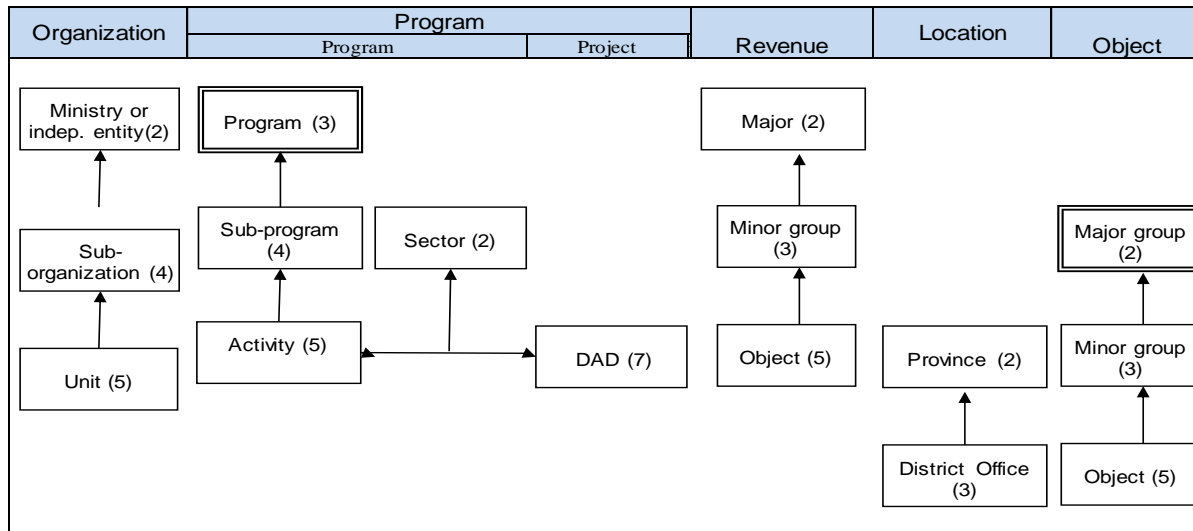 Organization
Program
Program
Project
Revenue
Location
Object
Ministry or
indep. entity(2)
Program (3)
Major (2)
Sub-
organization (4)
Sub-program
(4)
Sector (2)
Minor group
(3)
Major group
(2)
Unit (5)
Activity (5)
DAD (7)
Object (5)
Province (2)
Minor group
(3)
District Office
(3)
Object (5)